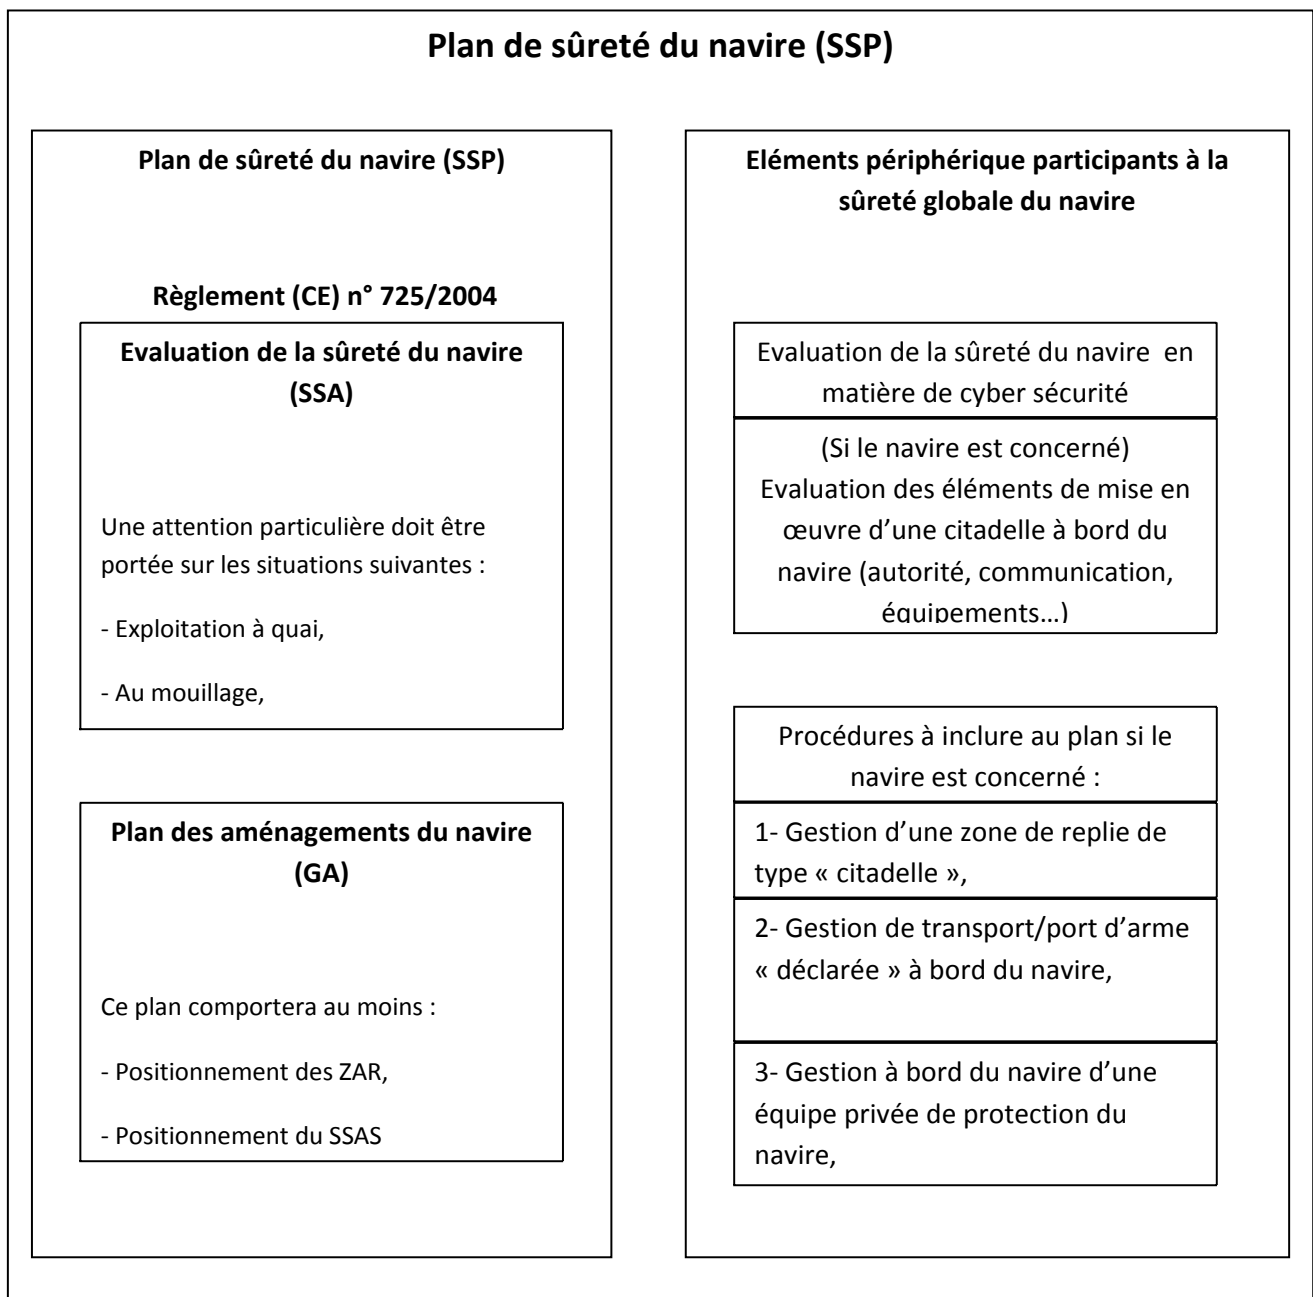 Plan de sûreté du navire (SSP)
Plan de sûreté du navire (SSP)
Règlement (CE) n° 725/2004
Evaluation de la sûreté du navire
(SSA)
Une attention particulière doit être
portée sur les situations suivantes :
- Exploitation à quai,
- Au mouillage,
Plan des aménagements du navire
(GA)
Ce plan comportera au moins :
- Positionnement des ZAR,
- Positionnement du SSAS
Eléments périphérique participants à la
sûreté globale du navire
Evaluation de la sûreté du navire en
matière de cyber sécurité
(Si le navire est concerné)
Evaluation des éléments de mise en
œuvre d’une citadelle à bord du
navire (autorité, communication,
équipements…)
Procédures à inclure au plan si le
navire est concerné :
1- Gestion d’une zone de replie de
type « citadelle »,
2- Gestion de transport/port d’arme
« déclarée » à bord du navire,
3- Gestion à bord du navire d’une
équipe privée de protection du
navire,